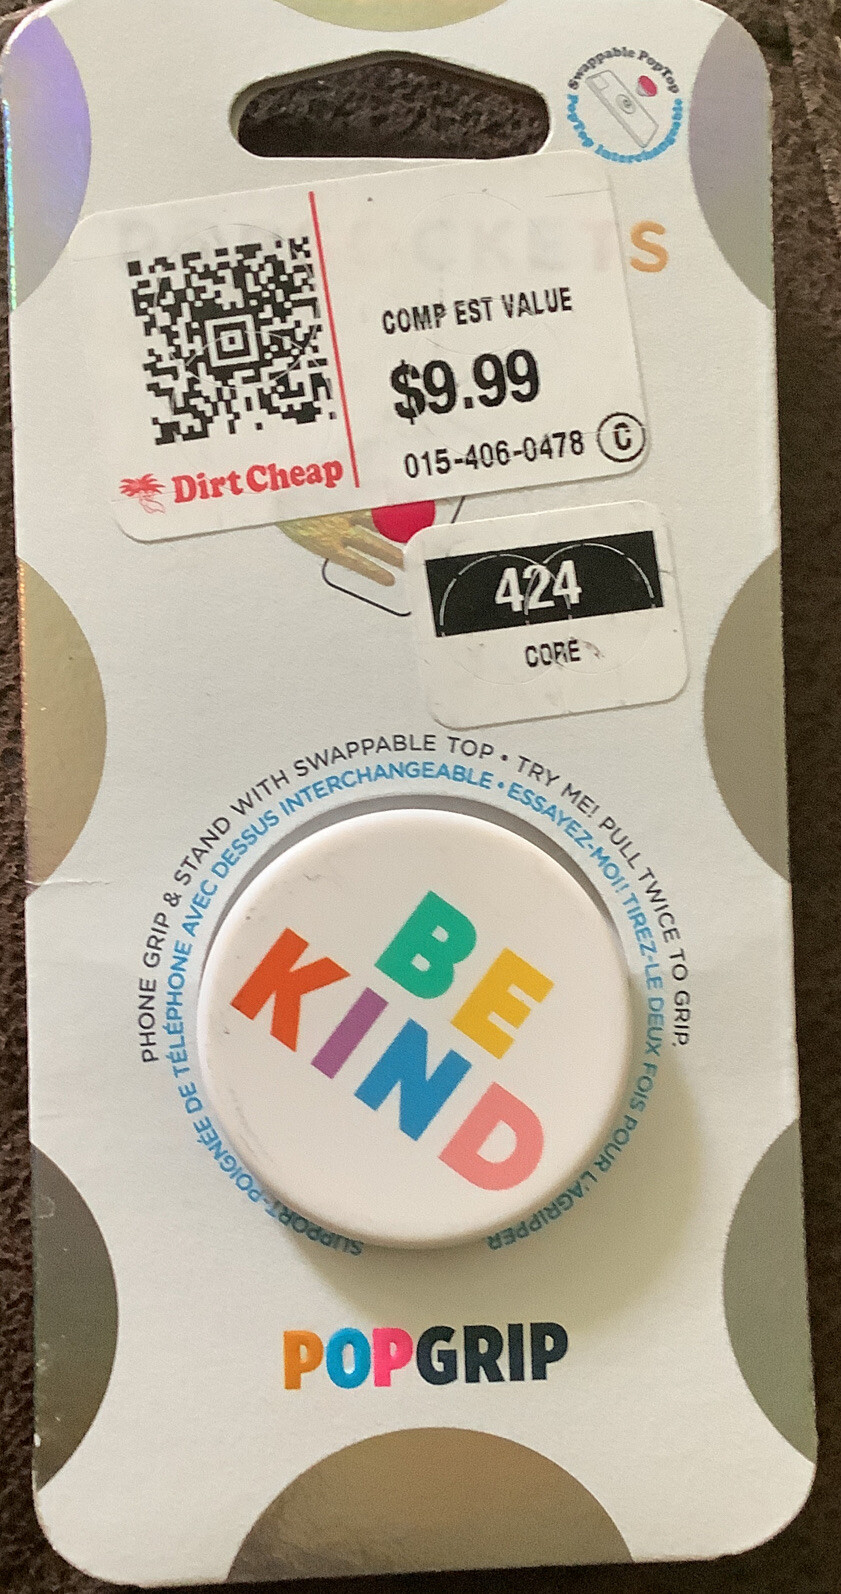 Swappable PopTop
PopTop Interchangeable
POPSOCKETS
COMP EST VALUE
$9.99
015-406-0478 C
Dirt Cheap
424
CORE
PHONE GRIP & STAND WITH SWAPPABLE TOP • TRY ME! PULL TWICE TO GRIP.
SUPPORT-POIGNÉE DE TÉLÉPHONE AVEC DESSUS INTERCHANGEABLE • ESSAYEZ-MOI! TIREZ-LE DEUX FOIS POUR L'AGRIPPER
BE
KIND
POPGRIP